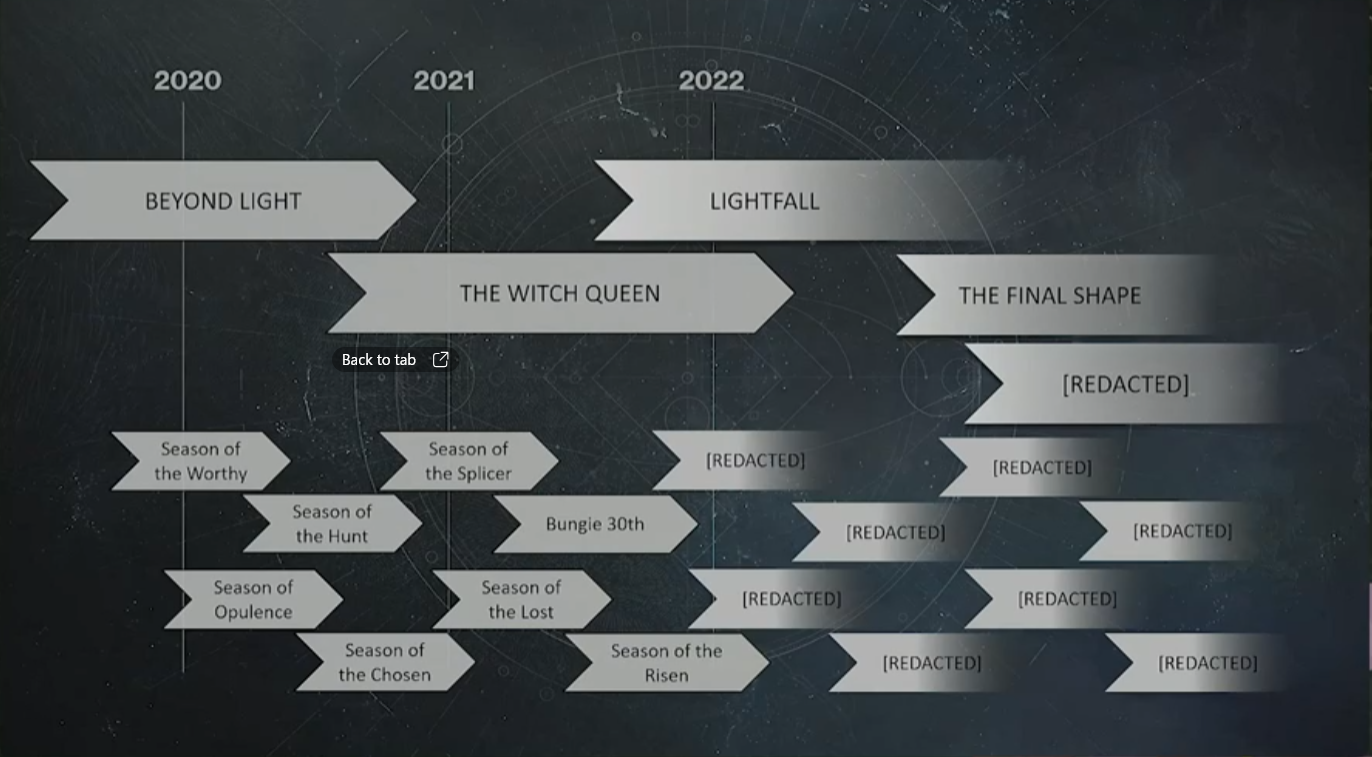 2020
2021
2022
BEYOND LIGHT
LIGHTFALL
THE WITCH QUEEN
THE FINAL SHAPE
Back to tab
[REDACTED]
Season of
the Worthy
Season of
the Splicer
[REDACTED]
[REDACTED]
Season of
the Hunt
Bungie 30th
[REDACTED]
[REDACTED]
Season of
Opulence
Season of
the Lost
[REDACTED]
[REDACTED]
Season of
the Chosen
Season of the
Risen
[REDACTED]
[REDACTED]